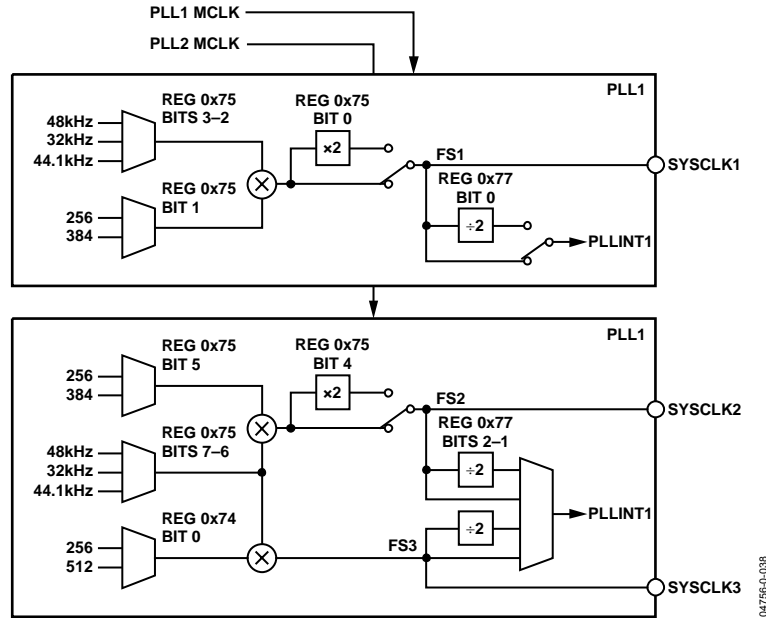 PLL1 MCLK
PLL2 MCLK
PLL1
REG 0x75
BITS 3–2
48kHz
32kHz
44.1kHz
REG 0x75
BIT 0
×2
FS1
SYSCLK1
REG 0x75
BIT 1
256
384
×
REG 0x77
BIT 0
÷2
PLLINT1
PLL1
REG 0x75
BIT 5
256
384
REG 0x75
BIT 4
×2
FS2
SYSCLK2
×
REG 0x75
BITS 7–6
48kHz
32kHz
44.1kHz
REG 0x77
BITS 2–1
÷2
PLLINT1
÷2
REG 0x74
BIT 0
256
512
×
FS3
SYSCLK3
04756-0-038